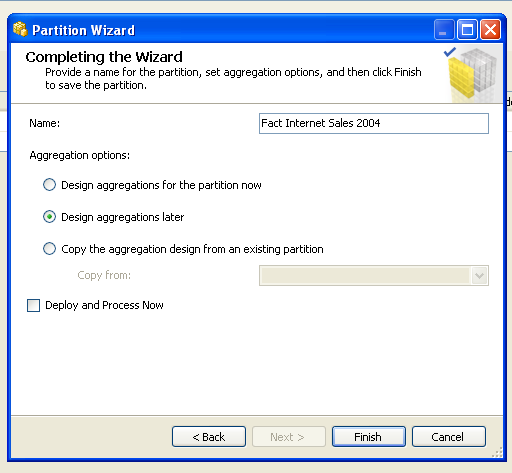 Partition Wizard
Completing the Wizard
Provide a name for the partition, set aggregation options, and then click Finish
to save the partition.
Name:
Fact Internet Sales 2004
Aggregation options:
Design aggregations for the partition now
Design aggregations later
Copy the aggregation design from an existing partition
Copy from:
Deploy and Process Now
< Back
Next >
Finish
Cancel